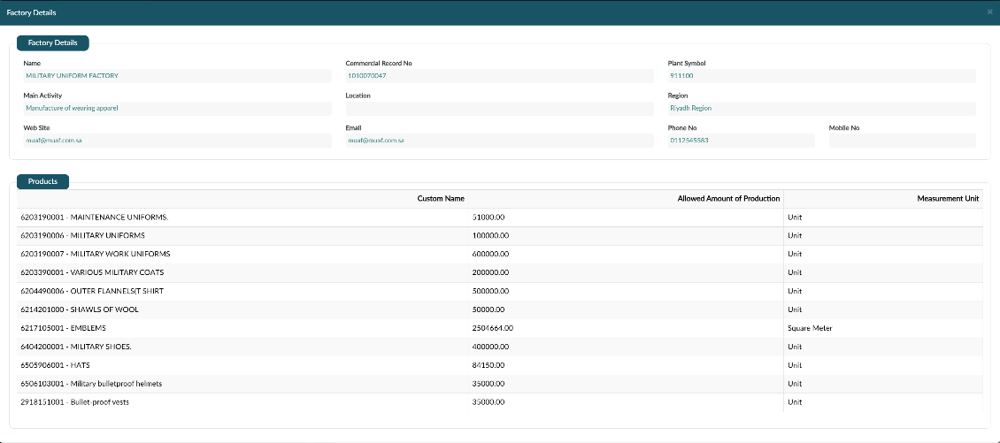 Factory Details
×
Factory Details
Name Commercial Record No Plant Symbol
MILITARY UNIFORM FACTORY 1010070047 911100
Main Activity Location Region
Manufacture of wearing apparel Riyadh Region
Web Site Email Phone No Mobile No
muaf@muaf.com.sa muaf@muaf.com.sa 0112545583
Products
Custom Name Allowed Amount of Production Measurement Unit
6203190001 - MAINTENANCE UNIFORMS. 51000.00 Unit
6203190006 - MILITARY UNIFORMS 100000.00 Unit
6203190007 - MILITARY WORK UNIFORMS 600000.00 Unit
6203390001 - VARIOUS MILITARY COATS 200000.00 Unit
6204490006 - OUTER FLANNELS(T SHIRT 500000.00 Unit
6214201000 - SHAWLS OF WOOL 50000.00 Unit
6217105001 - EMBLEMS 2504664.00 Square Meter
6404200001 - MILITARY SHOES. 400000.00 Unit
6505906001 - HATS 84150.00 Unit
6506103001 - Military bulletproof helmets 35000.00 Unit
2918151001 - Bullet-proof vests 35000.00 Unit